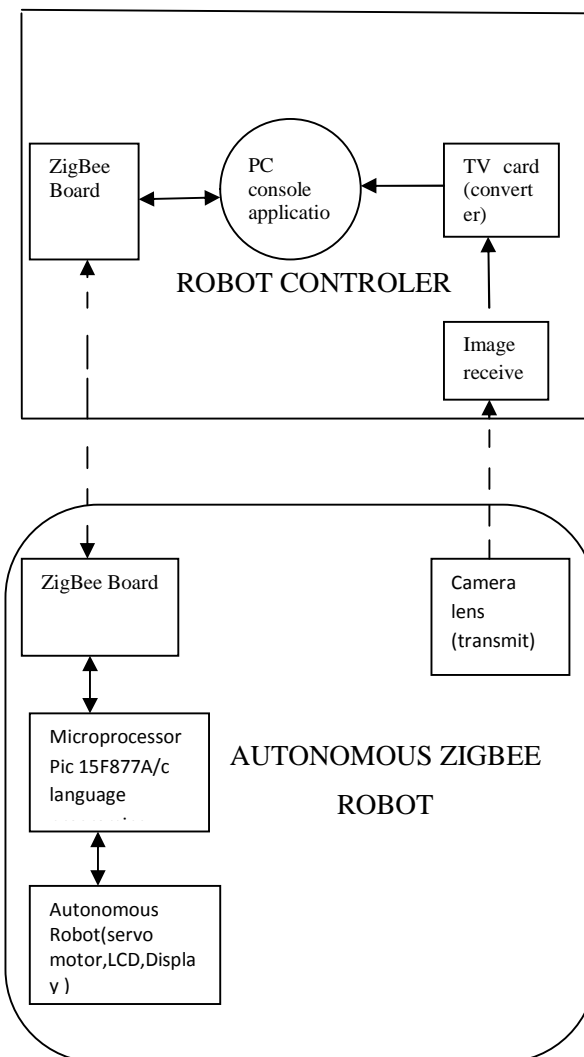 ZigBee
Board
PC
console
applicatio
TV card
(convert
er)
ROBOT CONTROLER
Image
receive
ZigBee Board
Camera
lens
(transmit)
Microprocessor
Pic 15F877A/c
language
AUTONOMOUS ZIGBEE
ROBOT
Autonomous
Robot(servo
motor,LCD,Displa
y )